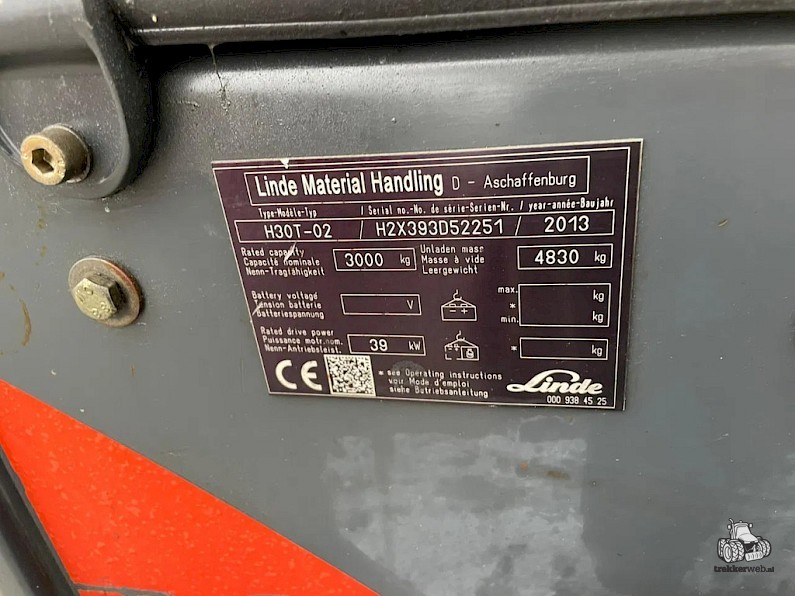 Linde Material Handling D - Aschaffenburg
Type-Modèle-Typ / Serial no.-No. de série-Serien-Nr. / year-année-Baujahr
H30T-02 / H2X393D52251 / 2013
Rated capacity
Capacité nominale
Nenn-Tragfähigkeit
3000 kg
Unladen mass
Masse à vide
Leergewicht
4830 kg
Battery voltage
Tension batterie
Batteriespannung
V
max. kg
*
min. kg
Rated drive power
Puissance motr.nom.
Nenn-Antriebsleist.
39 kW
* kg
CE
* see Operating instructions
voir Mode d'emploi
siehe Betriebsanleitung
Linde
000 938 45 25
trekkerweb.nl